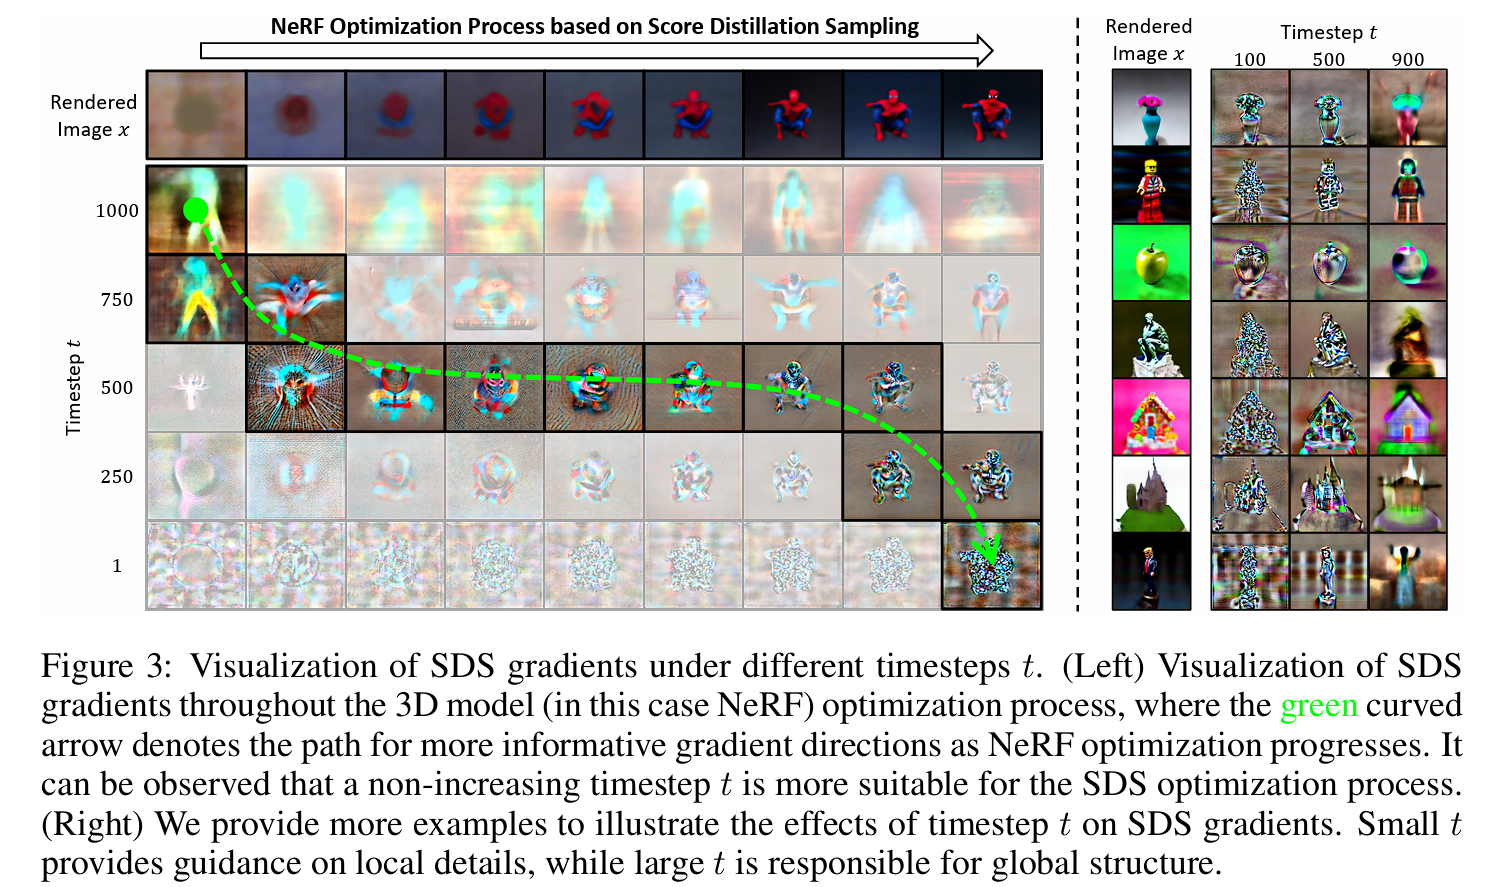 NeRF Optimization Process based on Score Distillation Sampling
Rendered
Image x
Timestep t
1000
750
500
250
1
Rendered
Image x
Timestep t
100 500 900
Figure 3: Visualization of SDS gradients under different timesteps t. (Left) Visualization of SDS
gradients throughout the 3D model (in this case NeRF) optimization process, where the green curved
arrow denotes the path for more informative gradient directions as NeRF optimization progresses. It
can be observed that a non-increasing timestep t is more suitable for the SDS optimization process.
(Right) We provide more examples to illustrate the effects of timestep t on SDS gradients. Small t
provides guidance on local details, while large t is responsible for global structure.